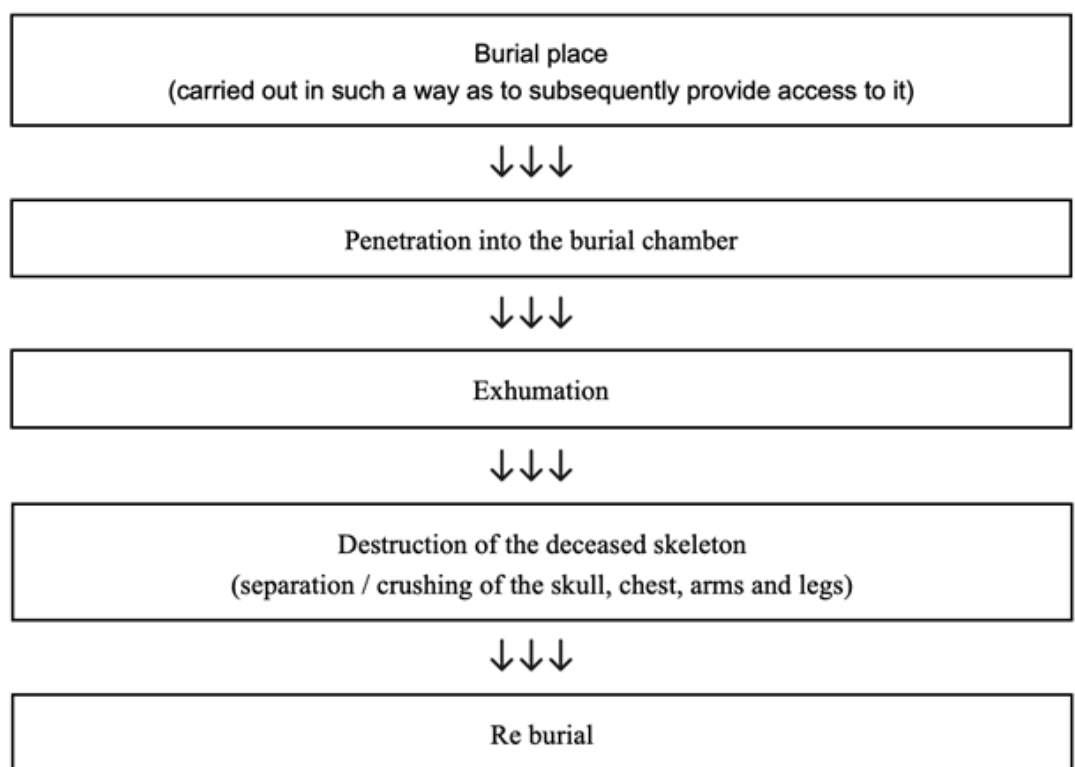 Burial place
(carried out in such a way as to subsequently provide access to it)
↓↓↓
Penetration into the burial chamber
↓↓↓
Exhumation
↓↓↓
Destruction of the deceased skeleton
(separation / crushing of the skull, chest, arms and legs)
↓↓↓
Re burial